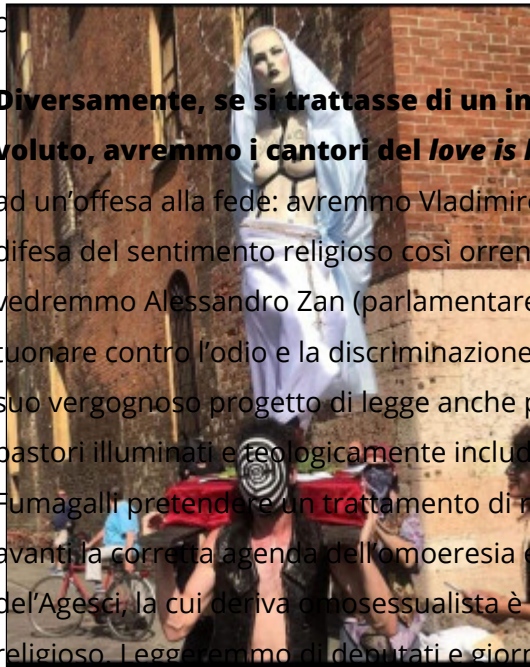 Diversamente, se si trattasse di un in
voluto, avremmo i cantori del love is
ad un'offesa alla fede: avremmo Vladimiro
difesa del sentimento religioso così orren
vedremmo Alessandro Zan (parlamentare
tuonare contro l'odio e la discriminazione
suo vergognoso progetto di legge anche p
pastori illuminati e teologicamente includ
Fumagalli pretendere un trattamento di
avanti la corretta agenda dell'omoeresia e
del'Agesci, la cui deriva omosessualista è
religioso. Leggeremmo di deputati e giorn